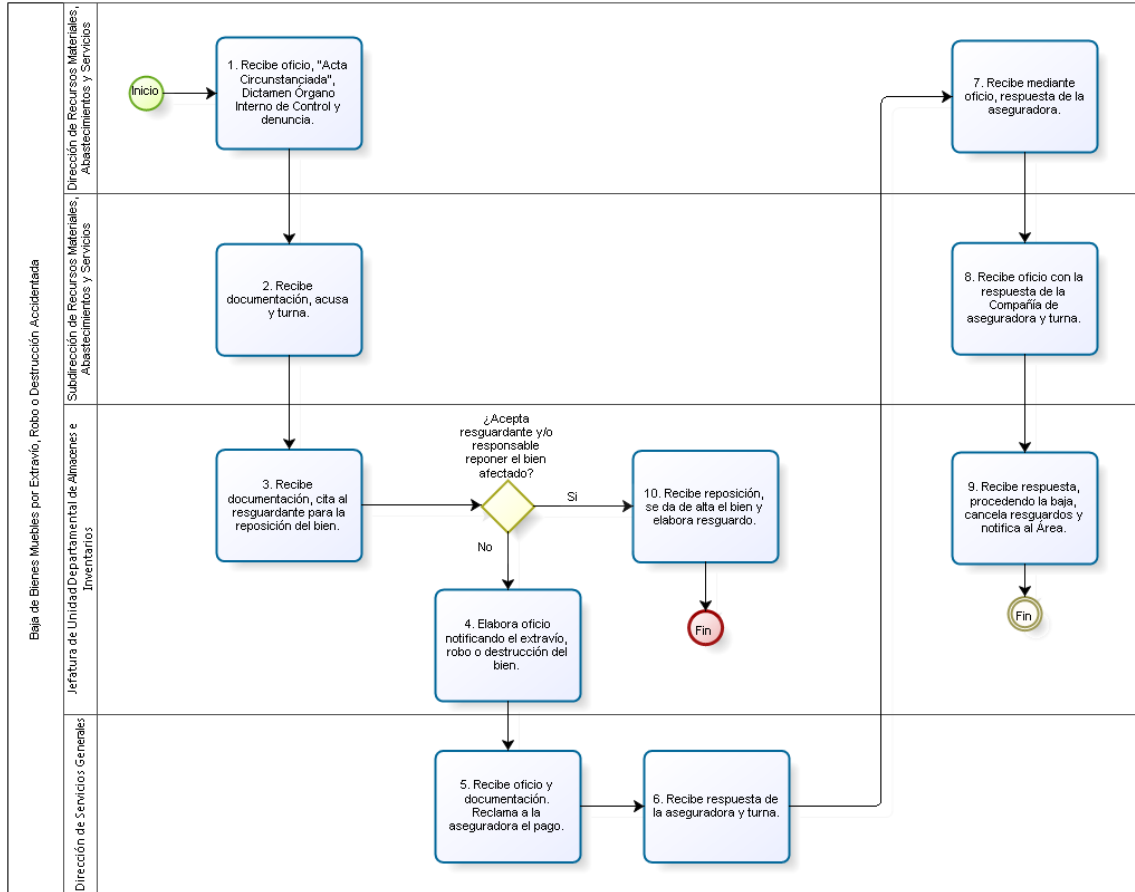 Baja de Bienes Muebles por Extravío, Robo o Destrucción Accidentada
Dirección de Recursos Materiales,
Abastecimientos y Servicios
Inicio
1. Recibe oficio, "Acta
Circunstanciada",
Dictamen Órgano
Interno de Control y
denuncia.
7. Recibe mediante
oficio, respuesta de la
aseguradora.
Subdirección de Recursos Materiales,
Abastecimientos y Servicios
2. Recibe
documentación, acusa
y turna.
8. Recibe oficio con la
respuesta de la
Compañía de
aseguradora y turna.
Jefatura de Unidad Departamental de Almacenes e
Inventarios
3. Recibe
documentación, cita al
resguardante para la
reposición del bien.
¿Acepta
resguardante y/o
responsable
reponer el bien
afectado?
Si
No
10. Recibe reposición,
se da de alta el bien y
elabora resguardo.
Fin
9. Recibe respuesta,
procediendo la baja,
cancela resguardos y
notifica al Área.
Fin
4. Elabora oficio
notificando el extravío,
robo o destrucción del
bien.
Dirección de Servicios Generales
5. Recibe oficio y
documentación.
Reclama a la
aseguradora el pago.
6. Recibe respuesta de
la aseguradora y turna.